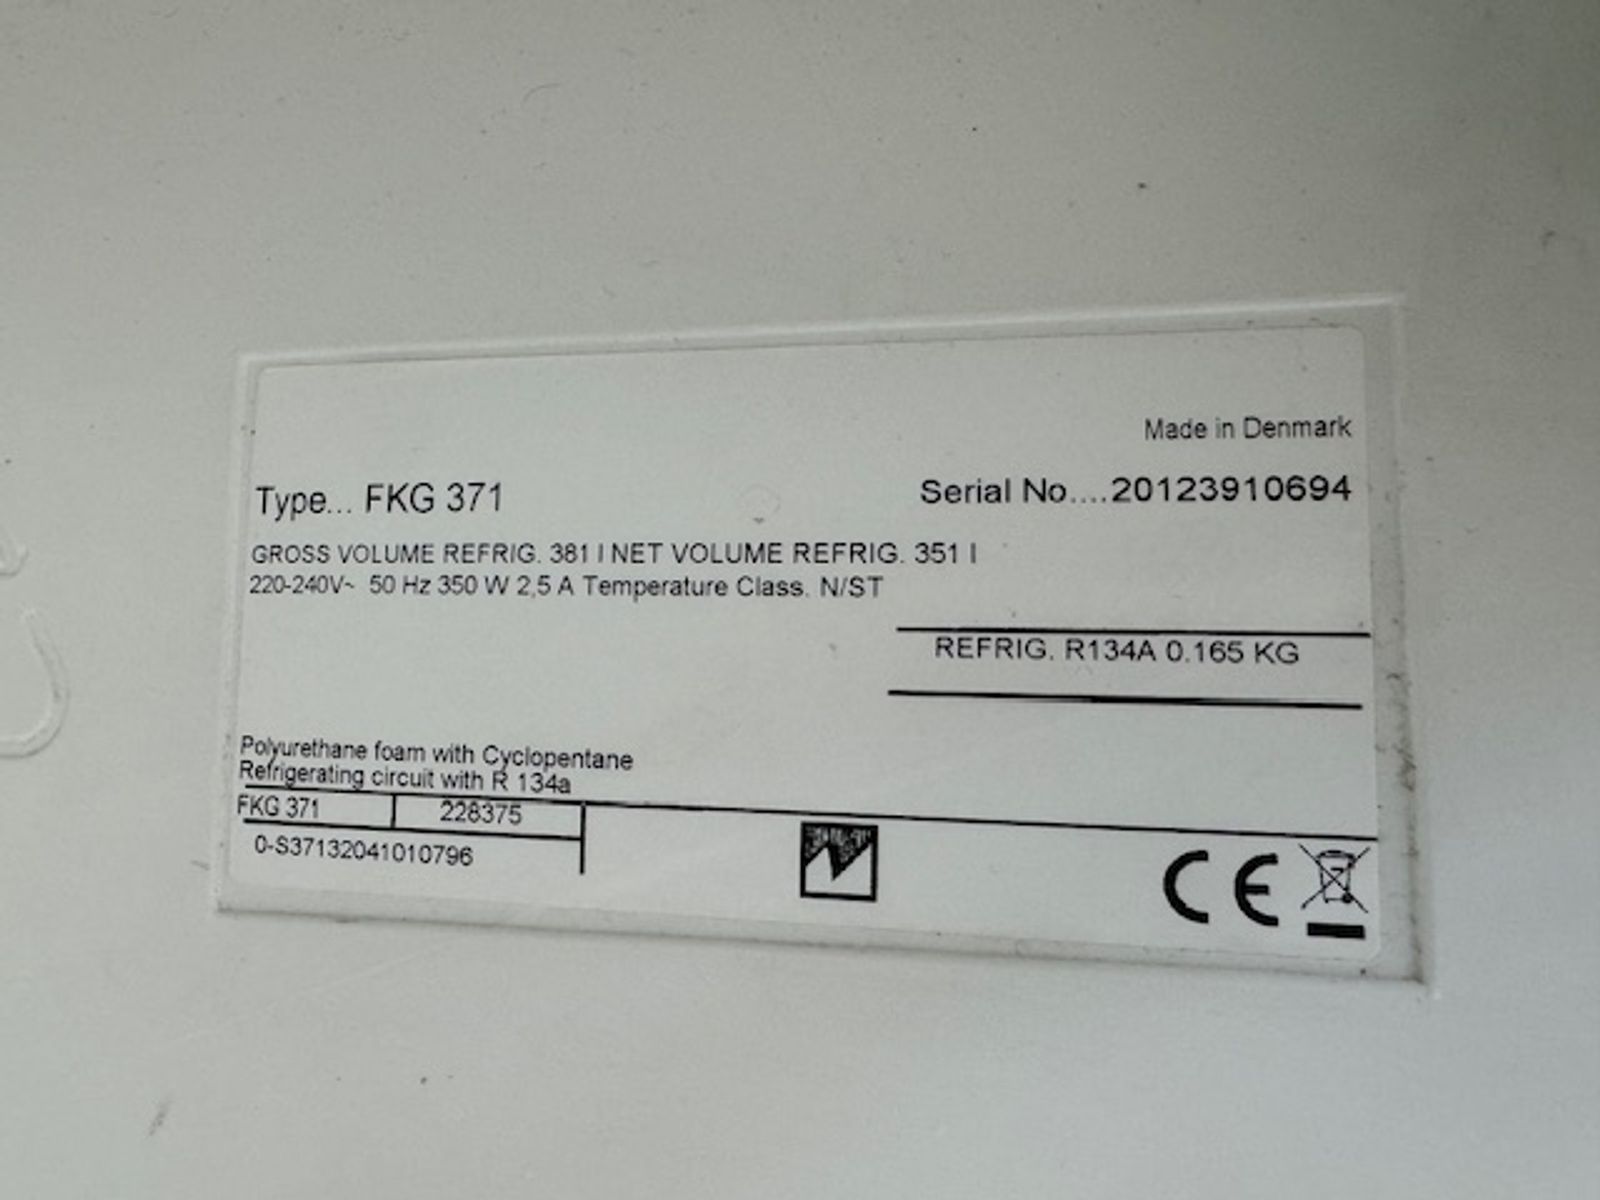 Made in Denmark
Type... FKG 371
Serial No....20123910694
GROSS VOLUME REFRIG. 381 l NET VOLUME REFRIG. 351 l
220-240V~ 50 Hz 350 W 2,5 A Temperature Class. N/ST
REFRIG. R134A 0.165 KG
Polyurethane foam with Cyclopentane
Refrigerating circuit with R 134a
FKG 371 228375
0-S37132041010796
CE